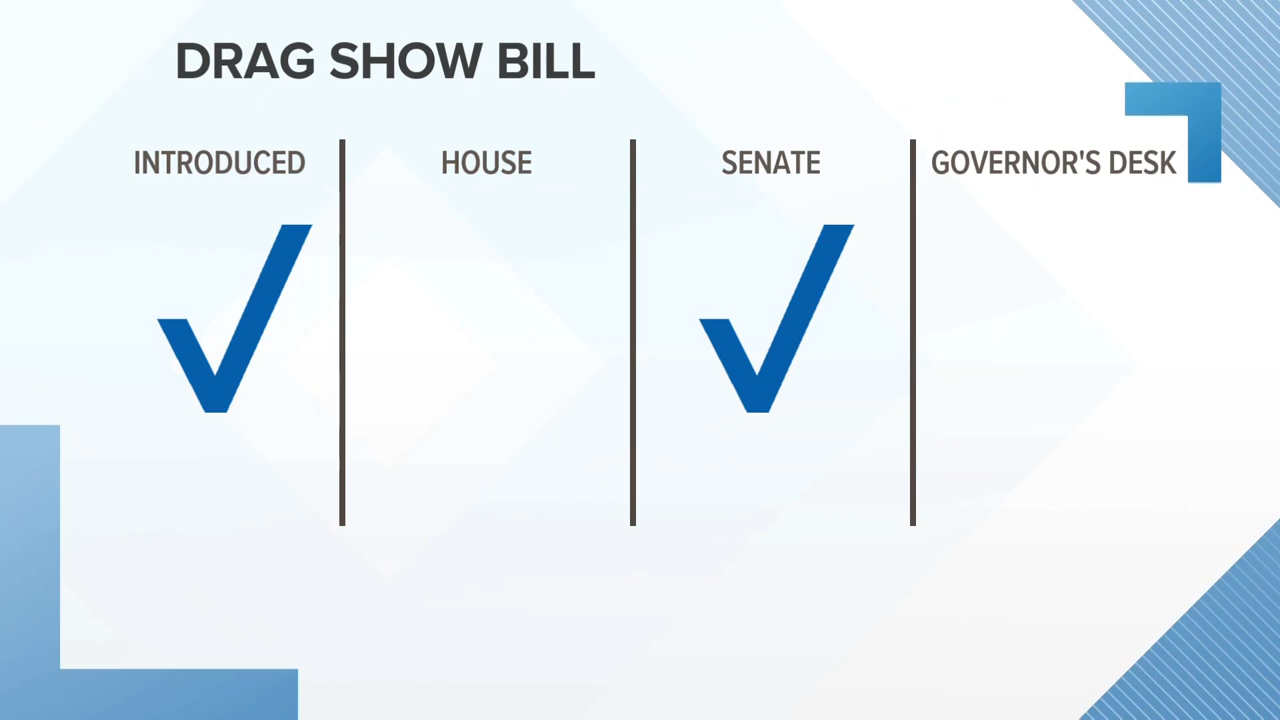 DRAG SHOW BILL
INTRODUCED
HOUSE
SENATE
GOVERNOR'S DESK